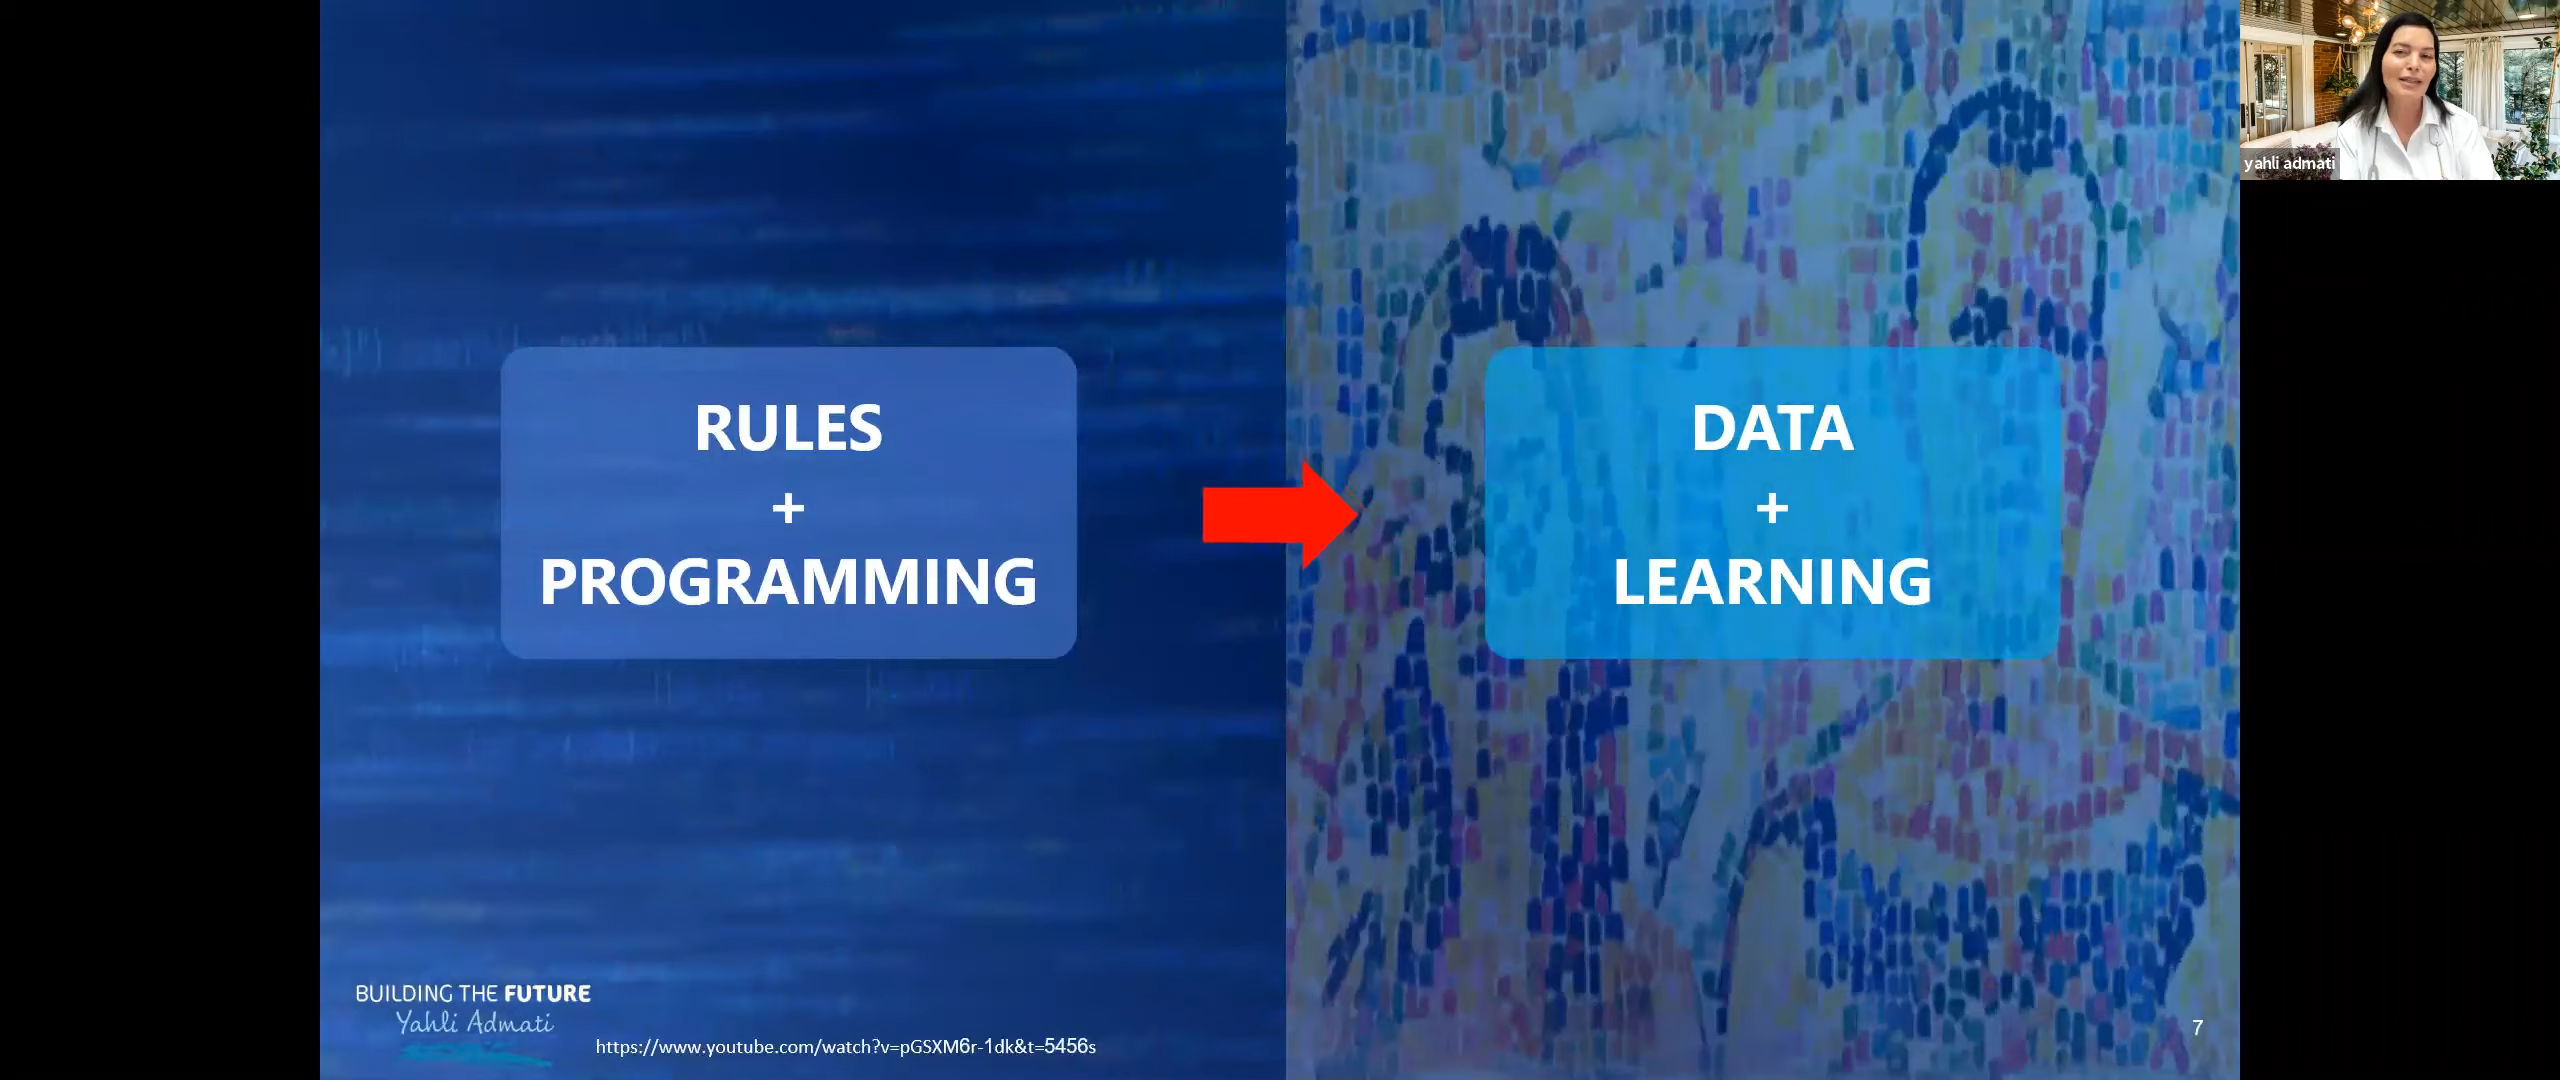 RULES
+
PROGRAMMING
DATA
+
LEARNING
yahli admati
BUILDING THE FUTURE
Yahli Admati
https://www.youtube.com/watch?v=pGSXM6r-1dk&t=5456s
7